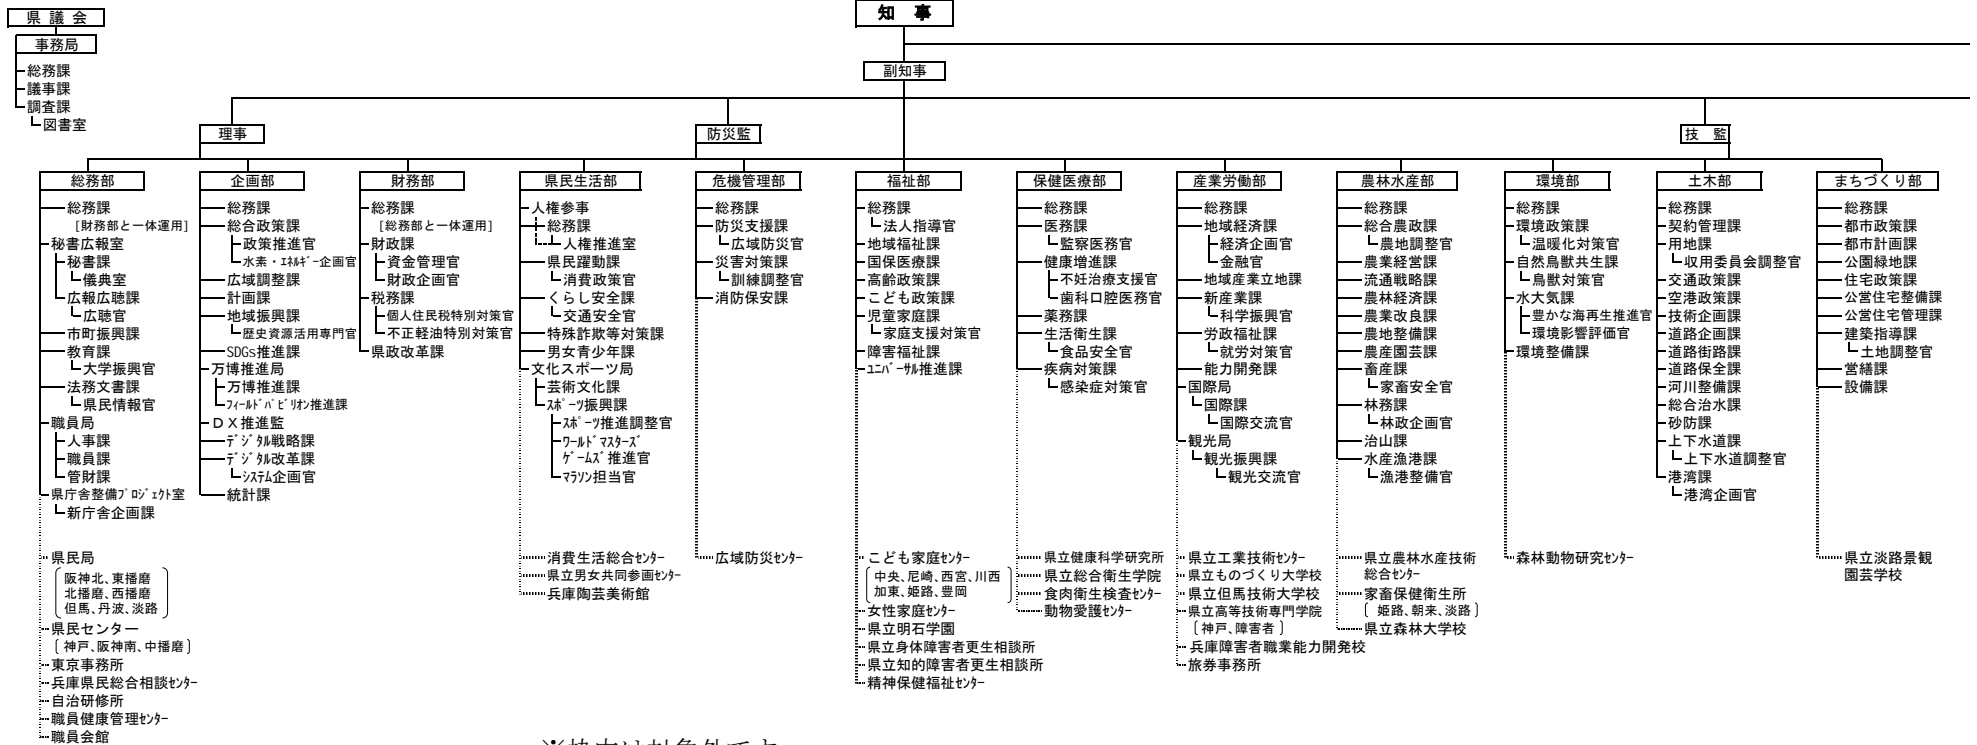 県 議 会
事務局
総務課
議事課
調査課
図書室
知 事
副知事
理事
防災監
技 監
総務部
総務課
[財務部と一体運用]
秘書広報室
秘書課
儀典室
広報広聴課
広聴官
市町振興課
教育課
大学振興官
法務文書課
県民情報官
職員局
人事課
職員課
管財課
県庁舎整備ﾌﾟﾛｼﾞｪｸﾄ室
新庁舎企画課
県民局
阪神北、東播磨
北播磨、西播磨
但馬、丹波、淡路
県民センター
[神戸、阪神南、中播磨]
東京事務所
兵庫県民総合相談ｾﾝﾀｰ
自治研修所
職員健康管理ｾﾝﾀｰ
職員会館
企画部
総務課
総合政策課
政策推進官
水素・ｴﾈﾙｷﾞｰ企画官
広域調整課
計画課
地域振興課
歴史資源活用専門官
SDGs推進課
万博推進局
万博推進課
ﾌｨｰﾙﾄﾞﾊﾟﾋﾞﾘｵﾝ推進課
ＤＸ推進監
ﾃﾞｼﾞﾀﾙ戦略課
ﾃﾞｼﾞﾀﾙ改革課
ｼｽﾃﾑ企画官
統計課
財務部
総務課
[総務部と一体運用]
財政課
資金管理官
財政企画官
税務課
個人住民税特別対策官
不正軽油特別対策官
県政改革課
県民生活部
人権参事
総務課
人権推進室
県民躍動課
消費政策官
くらし安全課
交通安全官
特殊詐欺等対策課
男女青少年課
文化スポーツ局
芸術文化課
ｽﾎﾟｰﾂ振興課
ｽﾎﾟｰﾂ推進調整官
ﾜｰﾙﾄﾞﾏｽﾀｰｽﾞ
ｹﾞｰﾑｽﾞ推進官
ﾏﾗｿﾝ担当官
消費生活総合ｾﾝﾀｰ
県立男女共同参画ｾﾝﾀｰ
兵庫陶芸美術館
危機管理部
総務課
防災支援課
広域防災官
災害対策課
訓練調整官
消防保安課
広域防災ｾﾝﾀｰ
福祉部
総務課
法人指導官
地域福祉課
国保医療課
高齢政策課
こども政策課
児童家庭課
家庭支援対策官
障害福祉課
ﾕﾆﾊﾞｰｻﾙ推進課
こども家庭ｾﾝﾀｰ
中央、尼崎、西宮、川西
加東、姫路、豊岡
女性家庭ｾﾝﾀｰ
県立明石学園
県立身体障害者更生相談所
県立知的障害者更生相談所
精神保健福祉ｾﾝﾀｰ
保健医療部
総務課
医務課
監察医務官
健康増進課
不妊治療支援官
歯科口腔医務官
薬務課
生活衛生課
食品安全官
疾病対策課
感染症対策官
県立健康科学研究所
県立総合衛生学院
食肉衛生検査ｾﾝﾀｰ
動物愛護ｾﾝﾀｰ
産業労働部
総務課
地域経済課
経済企画官
金融官
地域産業立地課
新産業課
科学振興官
労政福祉課
就労対策官
能力開発課
国際局
国際課
国際交流官
観光局
観光振興課
観光交流官
県立工業技術ｾﾝﾀｰ
県立ものづくり大学校
県立但馬技術大学校
県立高等技術専門学院
[神戸、障害者]
兵庫障害者職業能力開発校
旅券事務所
農林水産部
総務課
総合農政課
農地調整官
農業経営課
流通戦略課
農林経済課
農業改良課
農地整備課
農産園芸課
畜産課
家畜安全官
林務課
林政企画官
治山課
水産漁港課
漁港整備官
県立農林水産技術
総合ｾﾝﾀｰ
家畜保健衛生所
[姫路、朝来、淡路]
県立森林大学校
環境部
総務課
環境政策課
温暖化対策官
自然鳥獣共生課
鳥獣対策官
水大気課
豊かな海再生推進官
環境影響評価官
環境整備課
森林動物研究ｾﾝﾀｰ
土木部
総務課
契約管理課
用地課
収用委員会調整官
交通政策課
空港政策課
技術企画課
道路企画課
道路街路課
道路保全課
河川整備課
総合治水課
砂防課
上下水道課
上下水道調整官
港湾課
港湾企画官
まちづくり部
総務課
都市政策課
都市計画課
公園緑地課
住宅政策課
公営住宅整備課
公営住宅管理課
建築指導課
土地調整官
営繕課
設備課
県立淡路景観
園芸学校